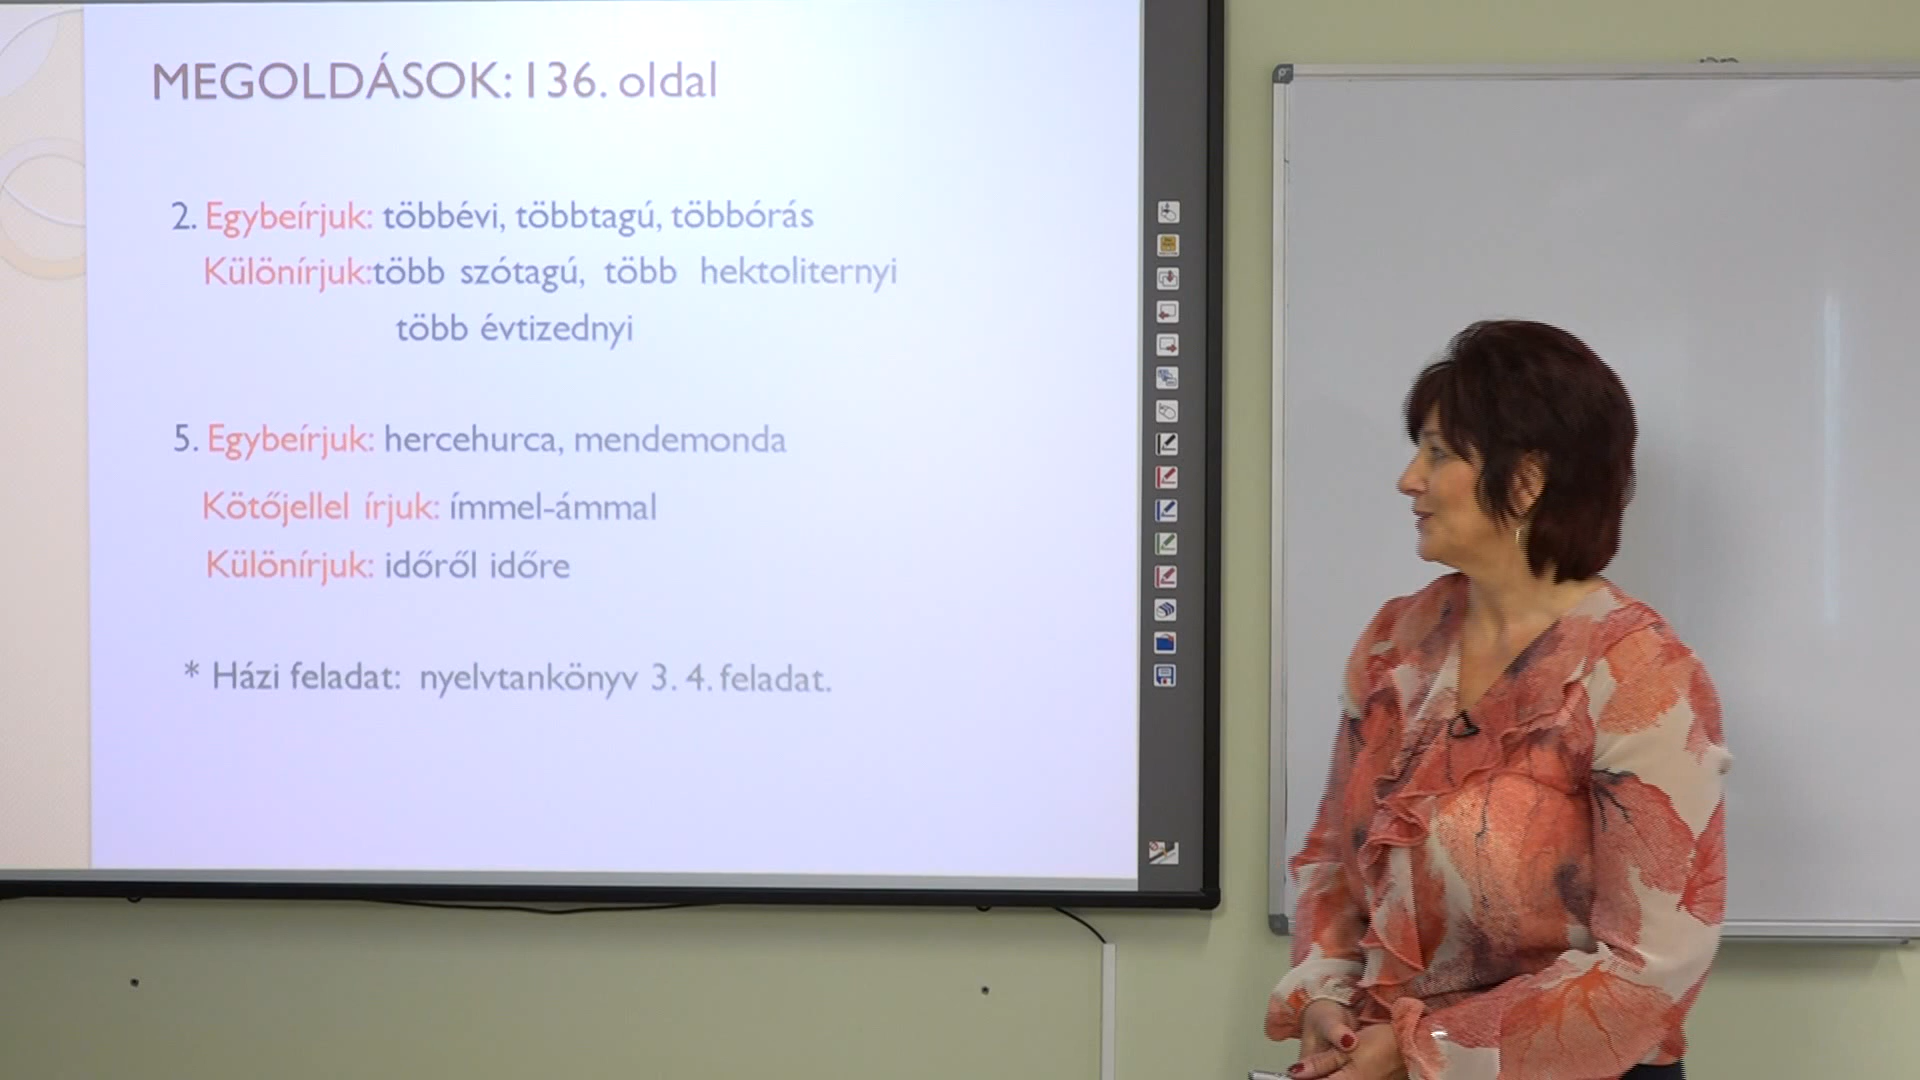 MEGOLDÁSOK: 136. oldal
2. Egybeírjuk: többévi, többtagú, többórás
Különírjuk:több szótagú, több hektoliternyi
több évtizednyi
5. Egybeírjuk: hercehurca, mendemonda
Kötőjellel írjuk: ímmel-ámmal
Különírjuk: időről időre
* Házi feladat: nyelvtankönyv 3. 4. feladat.